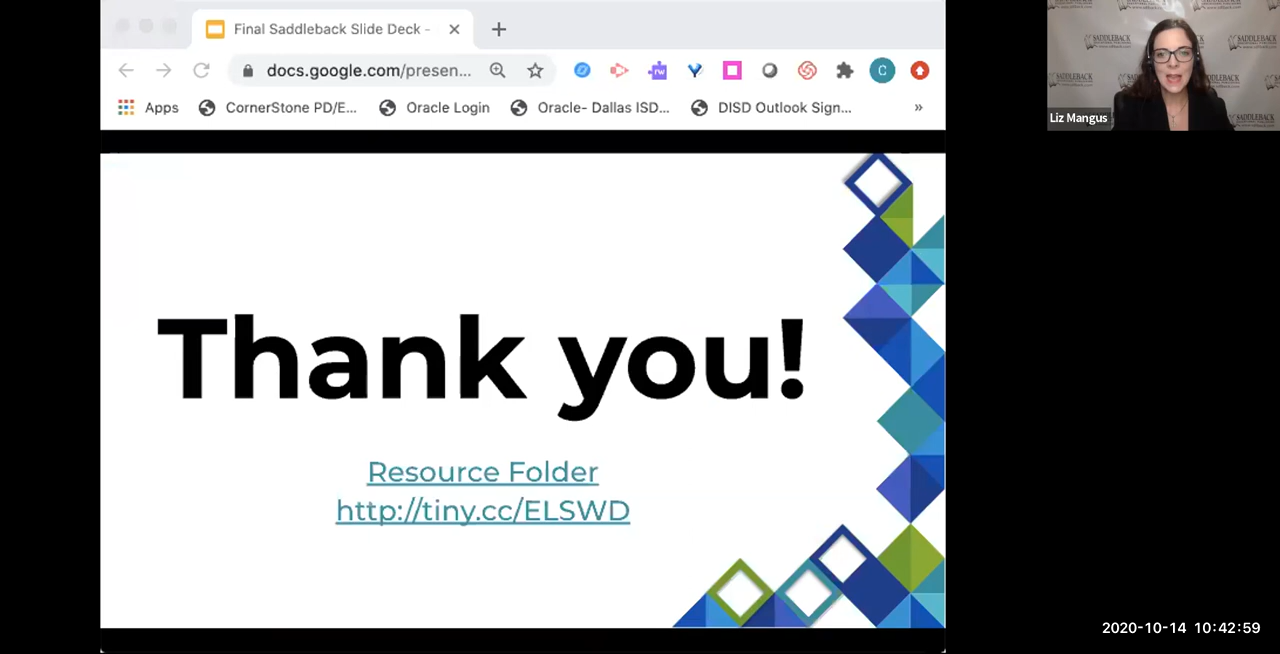 Final Saddleback Slide Deck -
docs.google.com/presen...
C
Apps
CornerStone PD/E...
Oracle Login
Oracle- Dallas ISD...
DISD Outlook Sign...
»
Thank you!
Resource Folder
http://tiny.cc/ELSWD
SADDLEBACK
Liz Mangus
2020-10-14 10:42:59